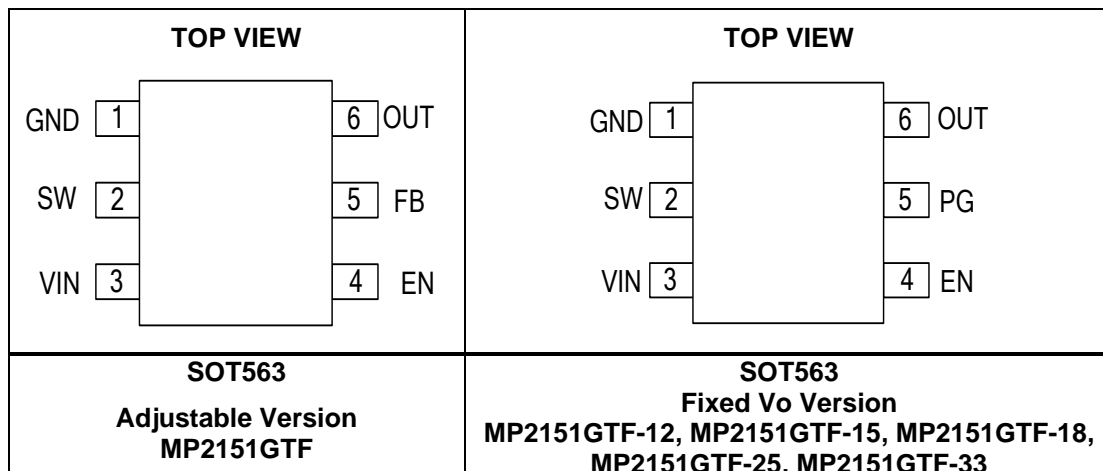 TOP VIEW
GND 1 6 OUT
SW 2 5 FB
VIN 3 4 EN
SOT563
Adjustable Version
MP2151GTF
TOP VIEW
GND 1 6 OUT
SW 2 5 PG
VIN 3 4 EN
SOT563
Fixed Vo Version
MP2151GTF-12, MP2151GTF-15, MP2151GTF-18,
MP2151GTF-25, MP2151GTF-33